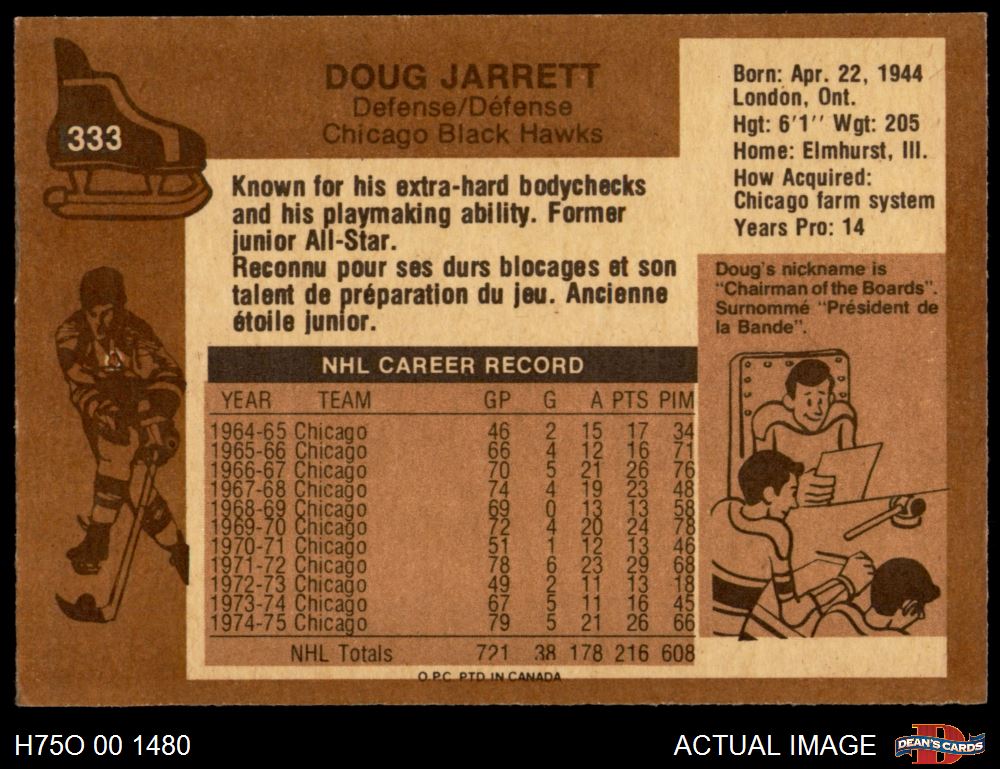 333
DOUG JARRETT
Defense/Défense
Chicago Black Hawks
Born: Apr. 22, 1944
London, Ont.
Hgt: 6'1'' Wgt: 205
Home: Elmhurst, Ill.
How Acquired:
Chicago farm system
Years Pro: 14
Known for his extra-hard bodychecks
and his playmaking ability. Former
junior All-Star.
Reconnu pour ses durs blocages et son
talent de préparation du jeu. Ancienne
étoile junior.
Doug's nickname is
"Chairman of the Boards".
Surnommé "Président de
la Bande".
NHL CAREER RECORD
YEAR TEAM GP G A PTS PIM
1964-65 Chicago 46 2 15 17 34
1965-66 Chicago 66 4 12 16 71
1966-67 Chicago 70 5 21 26 76
1967-68 Chicago 74 4 19 23 48
1968-69 Chicago 69 0 13 13 58
1969-70 Chicago 72 4 20 24 78
1970-71 Chicago 51 1 12 13 46
1971-72 Chicago 78 6 23 29 68
1972-73 Chicago 49 2 11 13 18
1973-74 Chicago 67 5 11 16 45
1974-75 Chicago 79 5 21 26 66
NHL Totals 721 38 178 216 608
O.P.C. PTD. IN CANADA
H75O 00 1480
ACTUAL IMAGE
D
DEAN'S CARDS